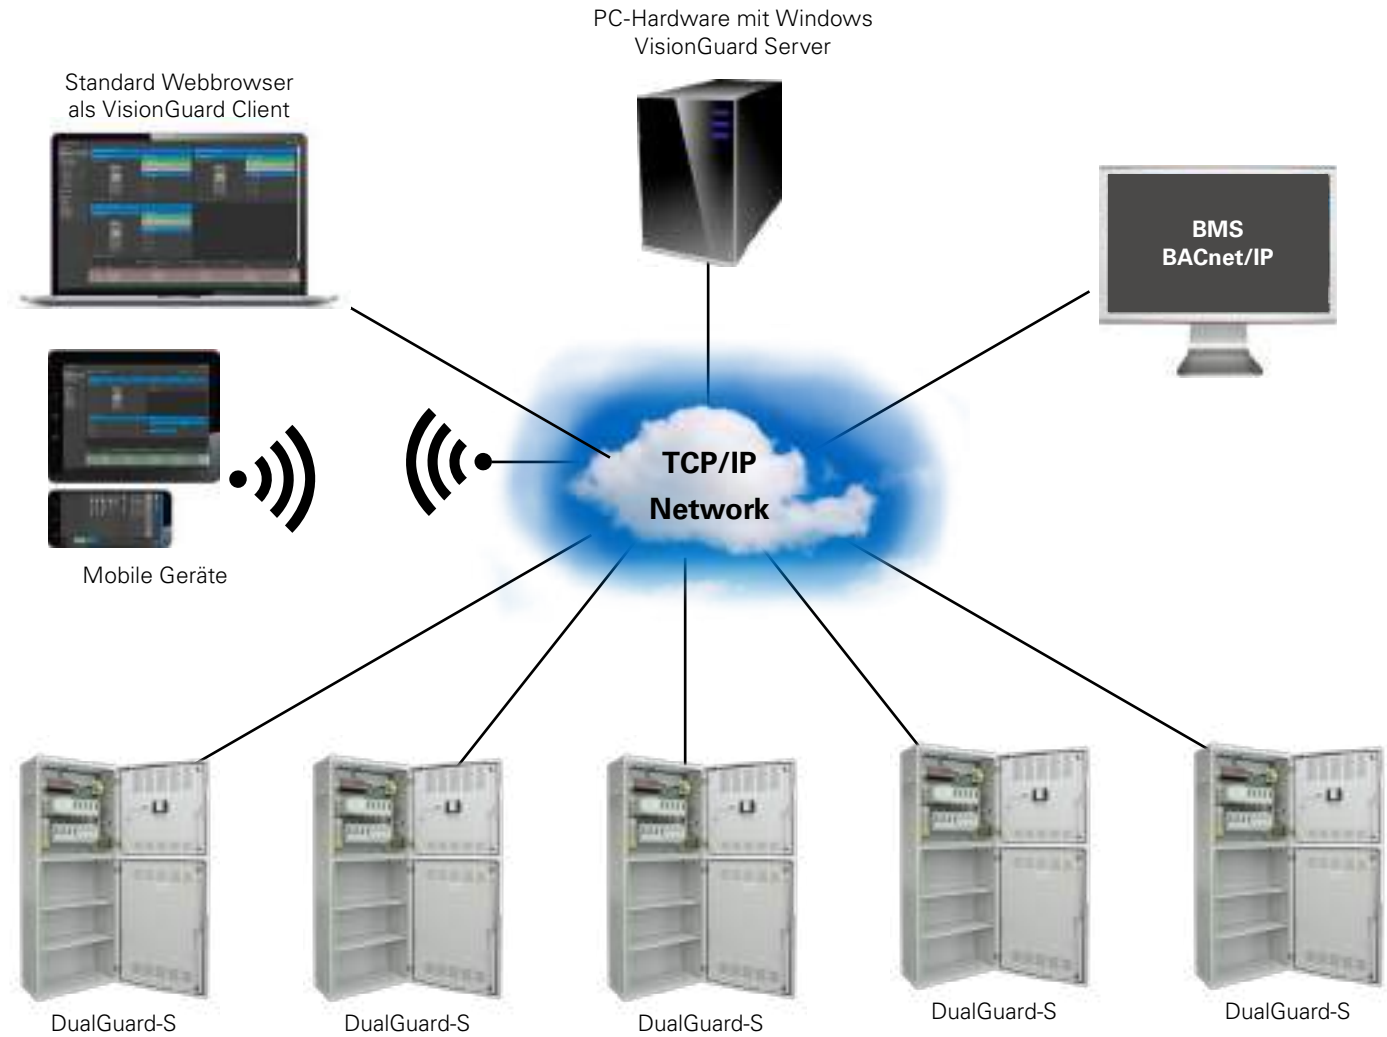 PC-Hardware mit Windows
VisionGuard Server
Standard Webbrowser
als VisionGuard Client
BMS
BACnet/IP
TCP/IP
Network
Mobile Geräte
DualGuard-S
DualGuard-S
DualGuard-S
DualGuard-S
DualGuard-S